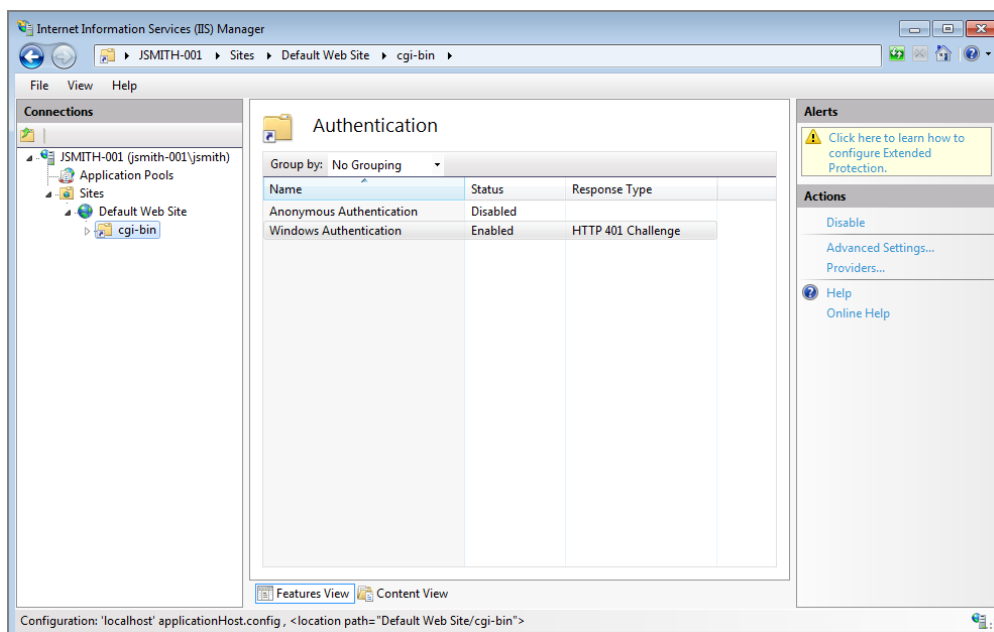 Internet Information Services (IIS) Manager
JSMITH-001 Sites Default Web Site cgi-bin
File View Help
Connections
JSMITH-001 (jsmith-001\jsmith)
Application Pools
Sites
Default Web Site
cgi-bin
Authentication
Group by: No Grouping
Name Status Response Type
Anonymous Authentication Disabled
Windows Authentication Enabled HTTP 401 Challenge
Features View Content View
Alerts
Click here to learn how to
configure Extended
Protection.
Actions
Disable
Advanced Settings...
Providers...
Help
Online Help
Configuration: 'localhost' applicationHost.config , <location path="Default Web Site/cgi-bin">